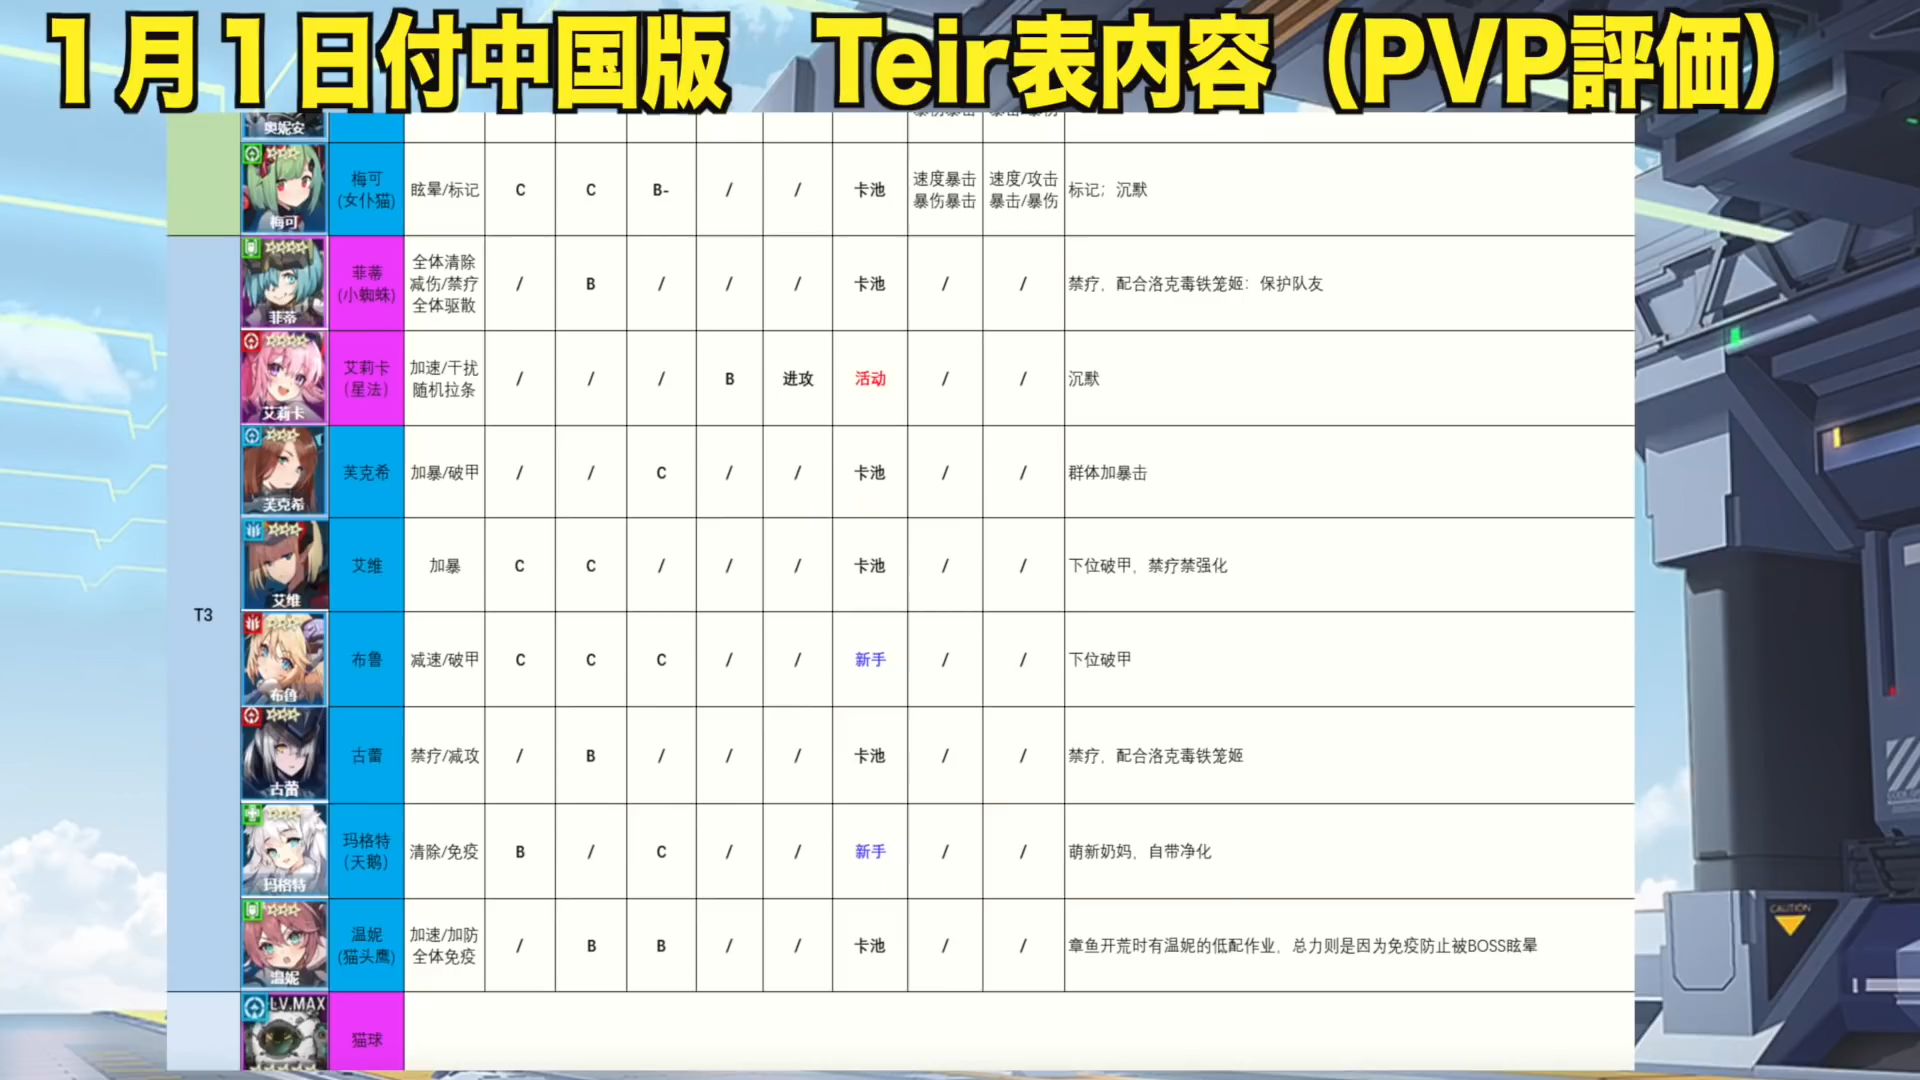 1月1日付中国版　Teir表内容（PVP評価）
奥妮安
梅可
梅可
(女仆猫)
眩晕/标记
C
C
B-
/
/
卡池
速度暴击
暴伤暴击
速度/攻击
暴击/暴伤
标记；沉默
菲蒂
菲蒂
(小蜘蛛)
全体清除
减伤/禁疗
全体驱散
/
B
/
/
/
卡池
/
/
禁疗，配合洛克毒铁笼姬：保护队友
艾莉卡
艾莉卡
（星法）
加速/干扰
随机拉条
/
/
/
B
进攻
活动
/
/
沉默
芙克希
芙克希
加暴/破甲
/
/
C
/
/
卡池
/
/
群体加暴击
艾维
艾维
加暴
C
C
/
/
/
卡池
/
/
下位破甲，禁疗禁强化
T3
布鲁
布鲁
减速/破甲
C
C
C
/
/
新手
/
/
下位破甲
古蕾
古蕾
禁疗/减攻
/
B
/
/
/
卡池
/
/
禁疗，配合洛克毒铁笼姬
玛格特
玛格特
（天鹅）
清除/免疫
B
/
C
/
/
新手
/
/
萌新奶妈，自带净化
温妮
温妮
(猫头鹰)
加速/加防
全体免疫
/
B
B
/
/
卡池
/
/
章鱼开荒时有温妮的低配作业，总力则是因为免疫防止被BOSS眩晕
LV.MAX
猫球
CAUTION